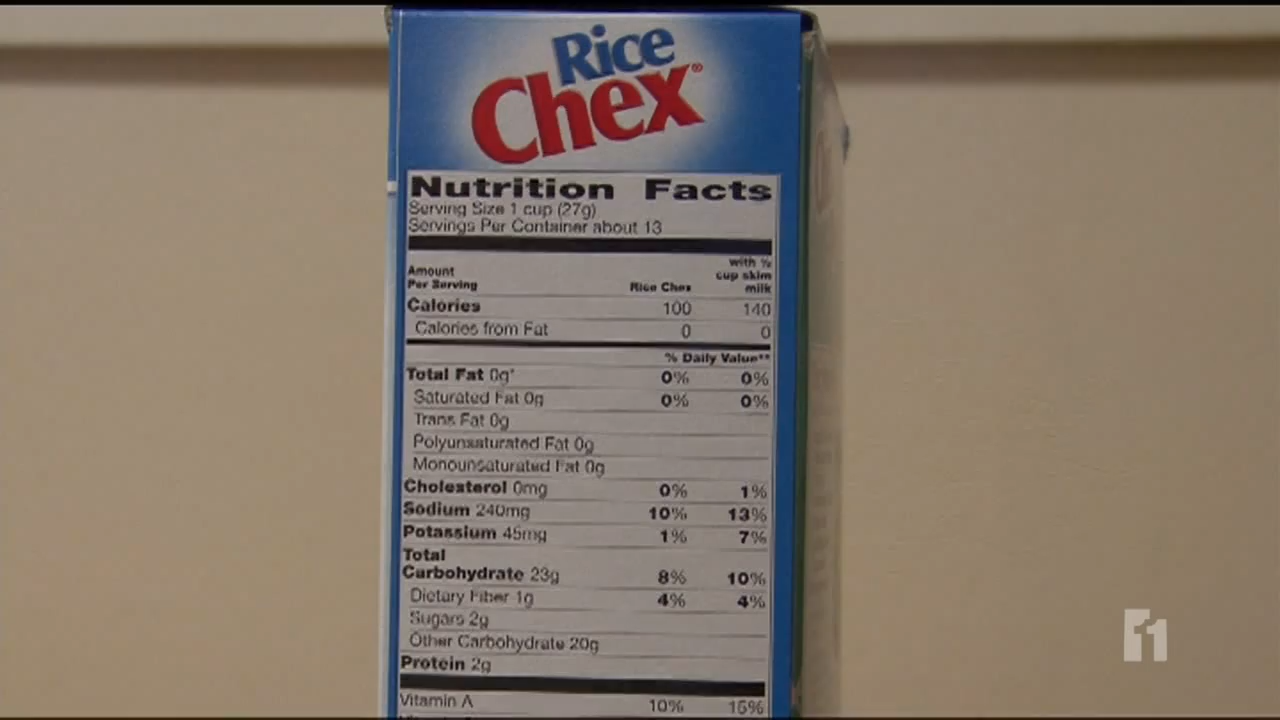 Rice
Chex®
Nutrition Facts
Serving Size 1 cup (27g)
Servings Per Container about 13
with ½
Amount cup skim
Per Serving Rice Chex milk
Calories 100 140
Calories from Fat 0 0
% Daily Value**
Total Fat 0g* 0% 0%
Saturated Fat 0g 0% 0%
Trans Fat 0g
Polyunsaturated Fat 0g
Monounsaturated Fat 0g
Cholesterol 0mg 0% 1%
Sodium 240mg 10% 13%
Potassium 45mg 1% 7%
Total
Carbohydrate 23g 8% 10%
Dietary Fiber 1g 4% 4%
Sugars 2g
Other Carbohydrate 20g
Protein 2g
Vitamin A 10% 15%
11